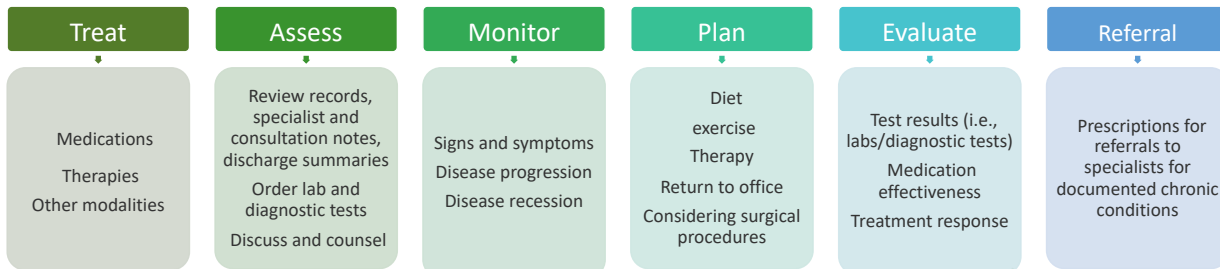 Treat
Medications
Therapies
Other modalities
Assess
Review records,
specialist and
consultation notes,
discharge summaries
Order lab and
diagnostic tests
Discuss and counsel
Monitor
Signs and symptoms
Disease progression
Disease recession
Plan
Diet
exercise
Therapy
Return to office
Considering surgical
procedures
Evaluate
Test results (i.e.,
labs/diagnostic tests)
Medication
effectiveness
Treatment response
Referral
Prescriptions for
referrals to
specialists for
documented chronic
conditions